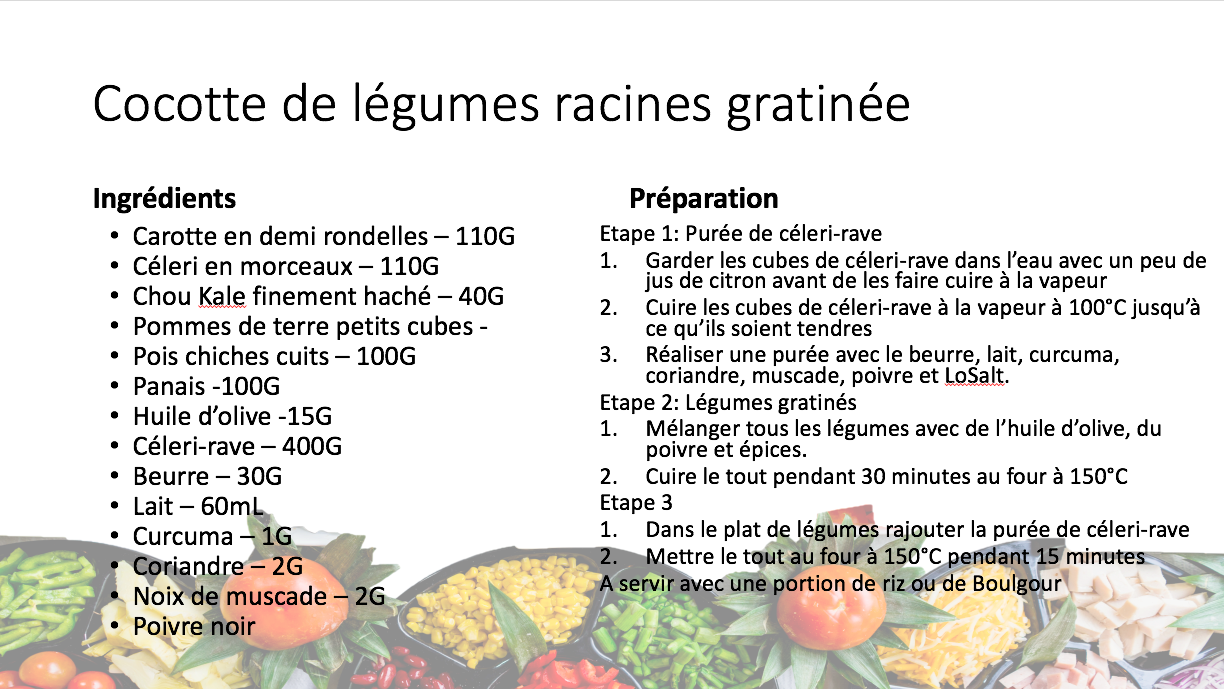 Cocotte de légumes racines gratinée
Ingrédients
• Carotte en demi rondelles – 110G
• Céleri en morceaux – 110G
• Chou Kale finement haché – 40G
• Pommes de terre petits cubes -
• Pois chiches cuits – 100G
• Panais -100G
• Huile d’olive -15G
• Céleri-rave – 400G
• Beurre – 30G
• Lait – 60mL
• Curcuma – 1G
• Coriandre – 2G
• Noix de muscade – 2G
• Poivre noir
Préparation
Etape 1: Purée de céleri-rave
1. Garder les cubes de céleri-rave dans l’eau avec un peu de
jus de citron avant de les faire cuire à la vapeur
2. Cuire les cubes de céleri-rave à la vapeur à 100°C jusqu’à
ce qu’ils soient tendres
3. Réaliser une purée avec le beurre, lait, curcuma,
coriandre, muscade, poivre et LoSalt.
Etape 2: Légumes gratinés
1. Mélanger tous les légumes avec de l’huile d’olive, du
poivre et épices.
2. Cuire le tout pendant 30 minutes au four à 150°C
Etape 3
1. Dans le plat de légumes rajouter la purée de céleri-rave
2. Mettre le tout au four à 150°C pendant 15 minutes
A servir avec une portion de riz ou de Boulgour